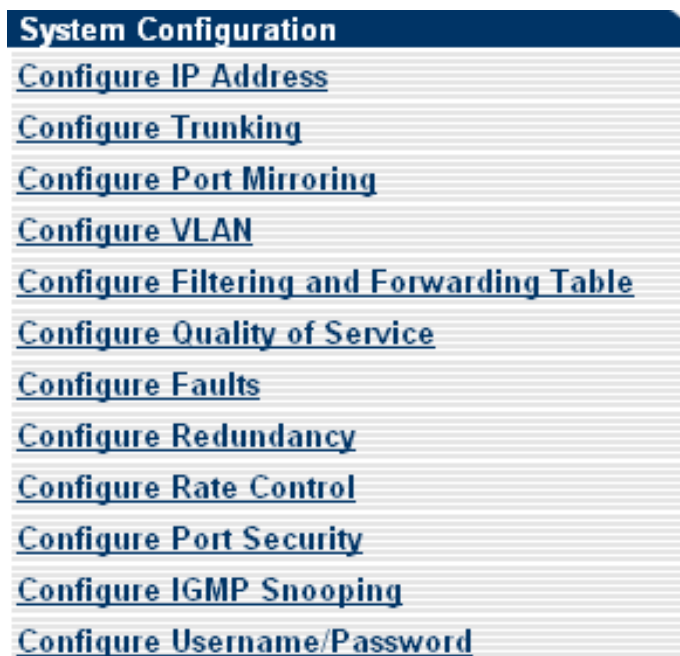 System Configuration
Configure IP Address
Configure Trunking
Configure Port Mirroring
Configure VLAN
Configure Filtering and Forwarding Table
Configure Quality of Service
Configure Faults
Configure Redundancy
Configure Rate Control
Configure Port Security
Configure IGMP Snooping
Configure Username/Password